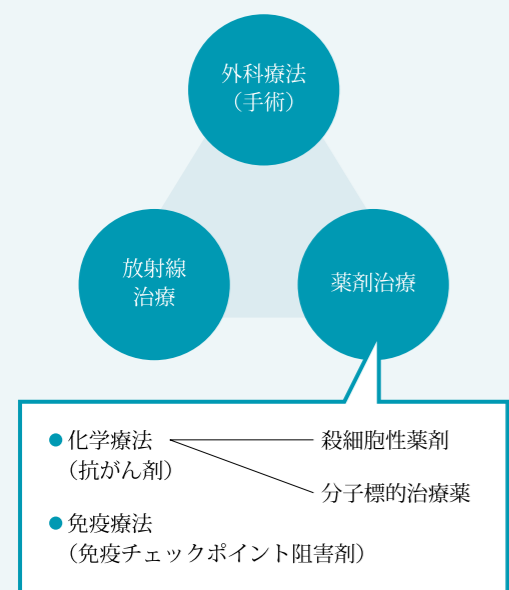 外科療法
（手術）
放射線
治療
薬剤治療
●化学療法
（抗がん剤）
殺細胞性薬剤
分子標的治療薬
●免疫療法
（免疫チェックポイント阻害剤）